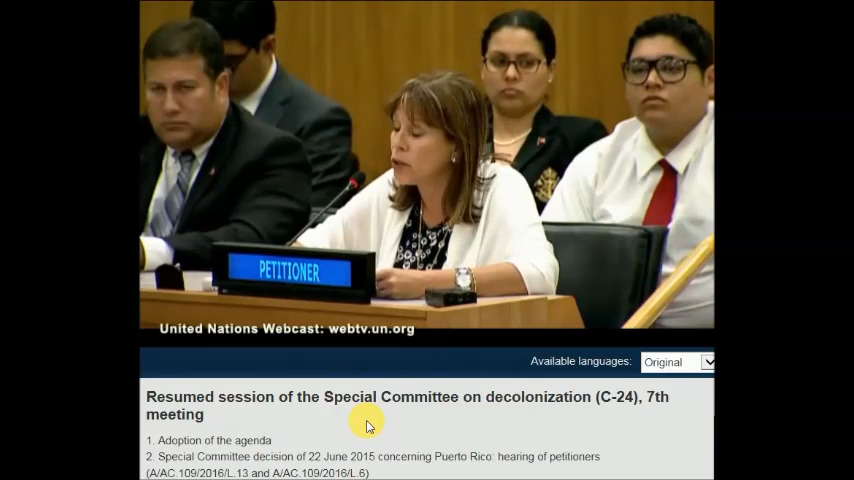 PETITIONER
United Nations Webcast: webtv.un.org
Available languages: Original
Resumed session of the Special Committee on decolonization (C-24), 7th
meeting
1. Adoption of the agenda
2. Special Committee decision of 22 June 2015 concerning Puerto Rico: hearing of petitioners
(A/AC.109/2016/L.13 and A/AC.109/2016/L.6)